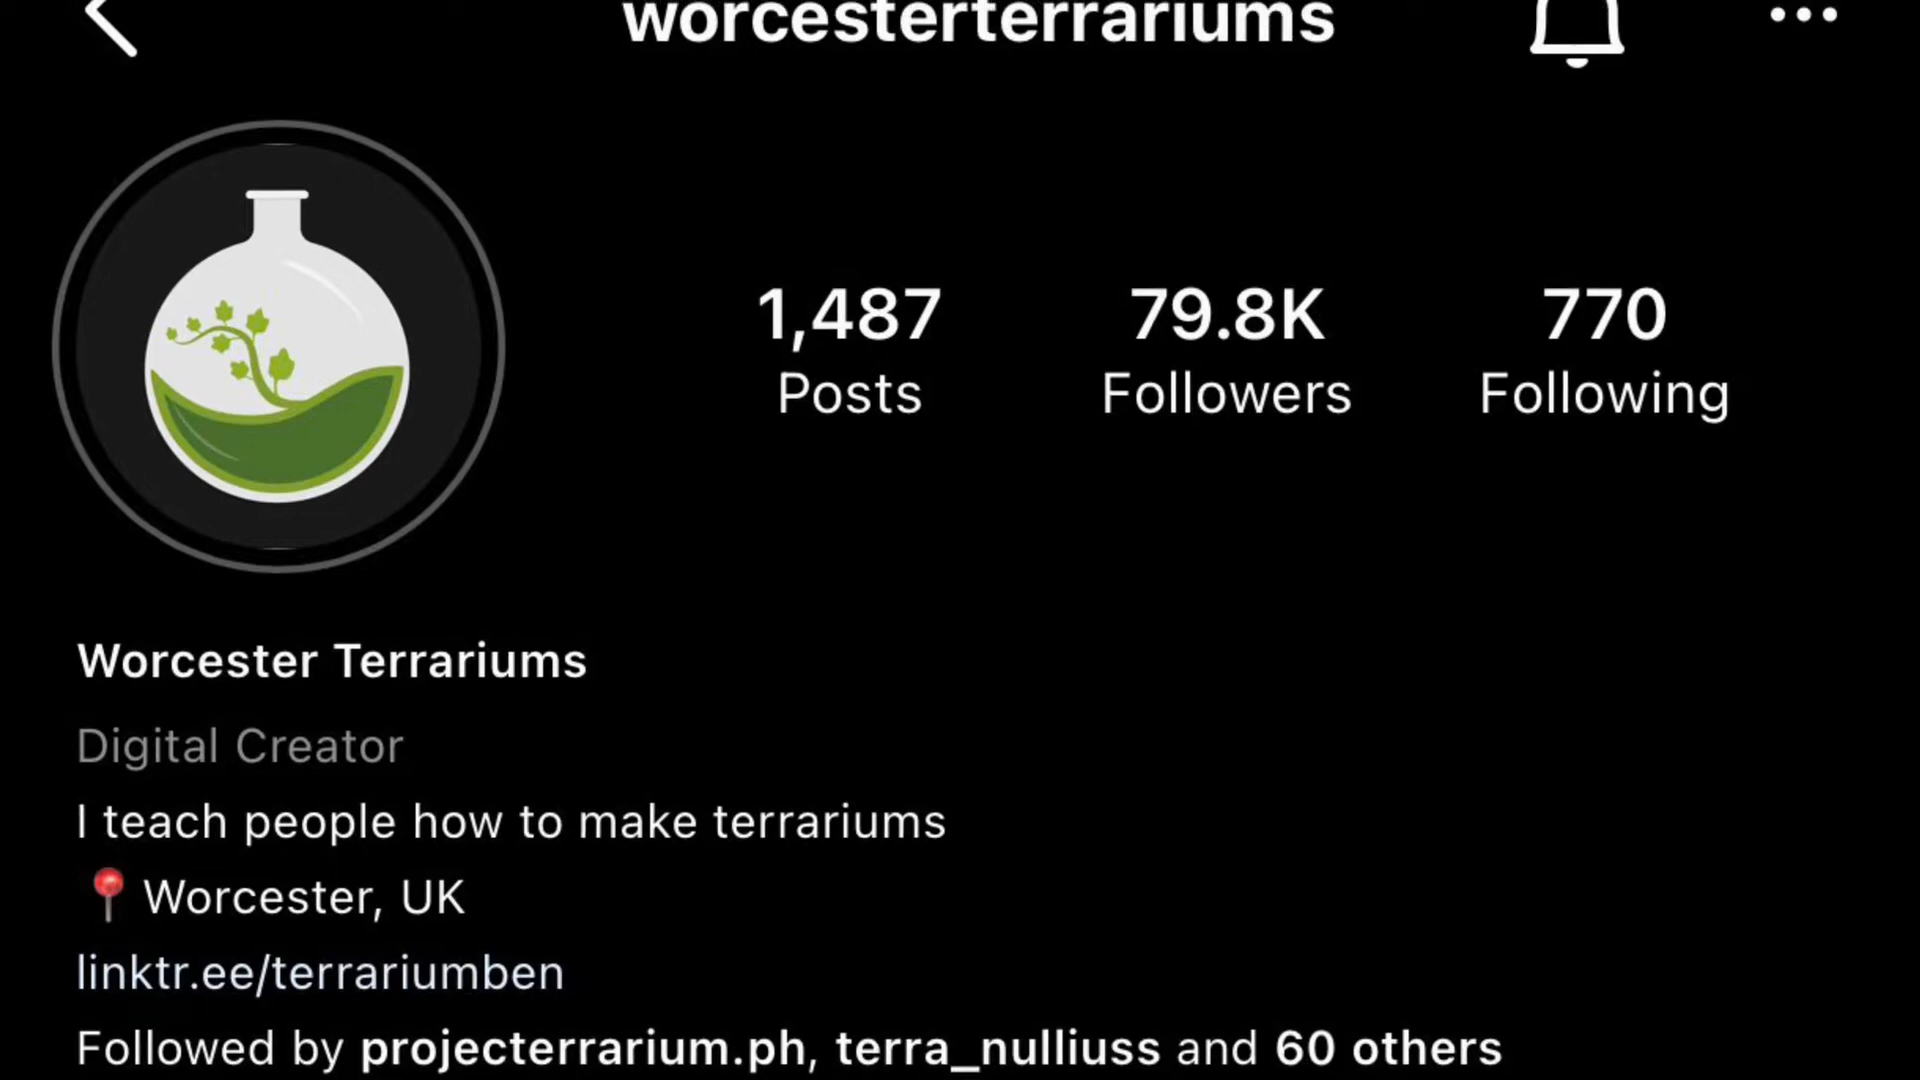 worcesterterrariums
1,487 79.8K 770
Posts Followers Following
Worcester Terrariums
Digital Creator
I teach people how to make terrariums
📍 Worcester, UK
linktr.ee/terrariumben
Followed by projecterrarium.ph, terra_nulliuss and 60 others